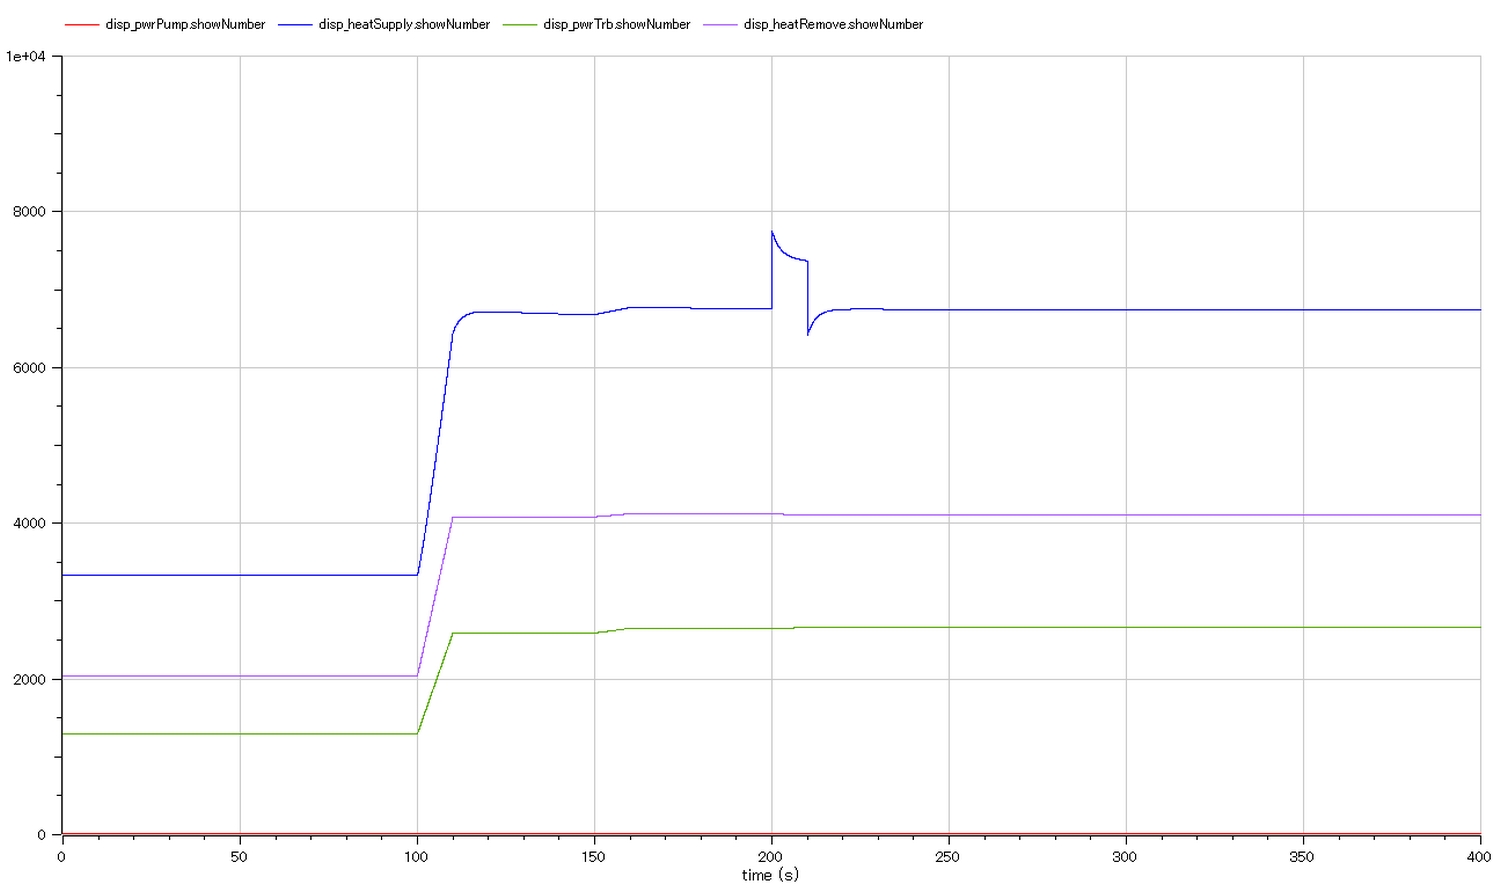 disp_pwrPump.showNumber disp_heatSupply.showNumber disp_pwrTrb.showNumber disp_heatRemove.showNumber
1e+04
8000
6000
4000
2000
0
0 50 100 150 200 250 300 350 400
time (s)